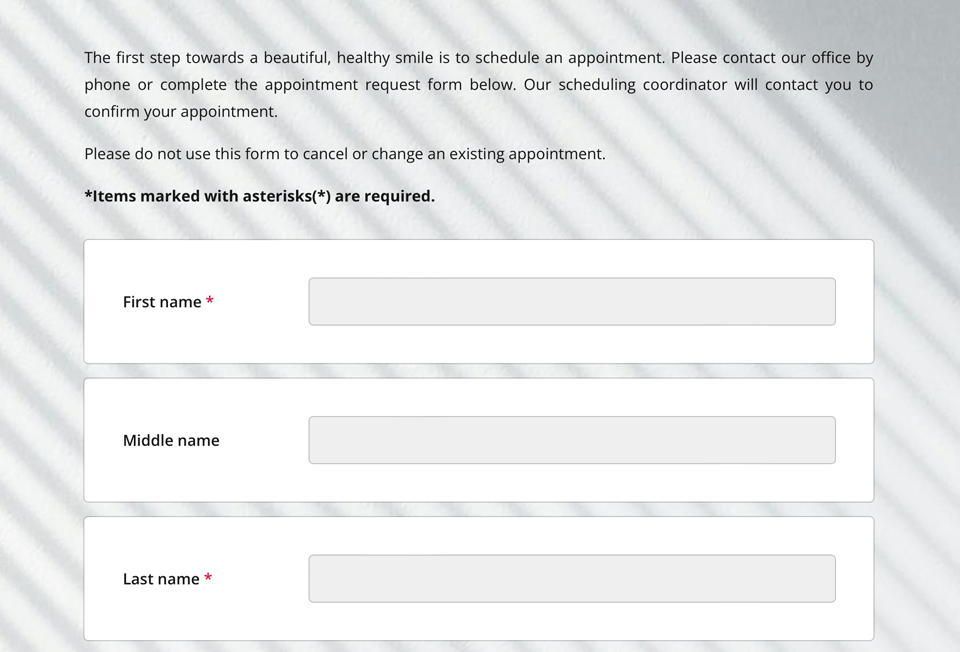 The first step towards a beautiful, healthy smile is to schedule an appointment. Please contact our office by
phone or complete the appointment request form below. Our scheduling coordinator will contact you to
confirm your appointment.
Please do not use this form to cancel or change an existing appointment.
*Items marked with asterisks(*) are required.
First name *
Middle name
Last name *